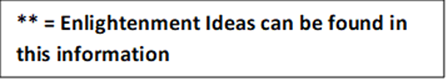 ** = Enlightenment Ideas can be found in
this information